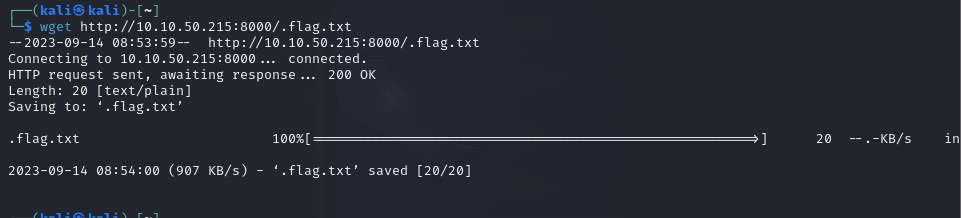 ┌──(kali㉿kali)-[~]
└─$ wget http://10.10.50.215:8000/.flag.txt
--2023-09-14 08:53:59--  http://10.10.50.215:8000/.flag.txt
Connecting to 10.10.50.215:8000... connected.
HTTP request sent, awaiting response... 200 OK
Length: 20 [text/plain]
Saving to: ‘.flag.txt’
.flag.txt                        100%[=======================================================>]      20  --.-KB/s    in
2023-09-14 08:54:00 (907 KB/s) - ‘.flag.txt’ saved [20/20]
┌──(kali㉿kali)-[~]